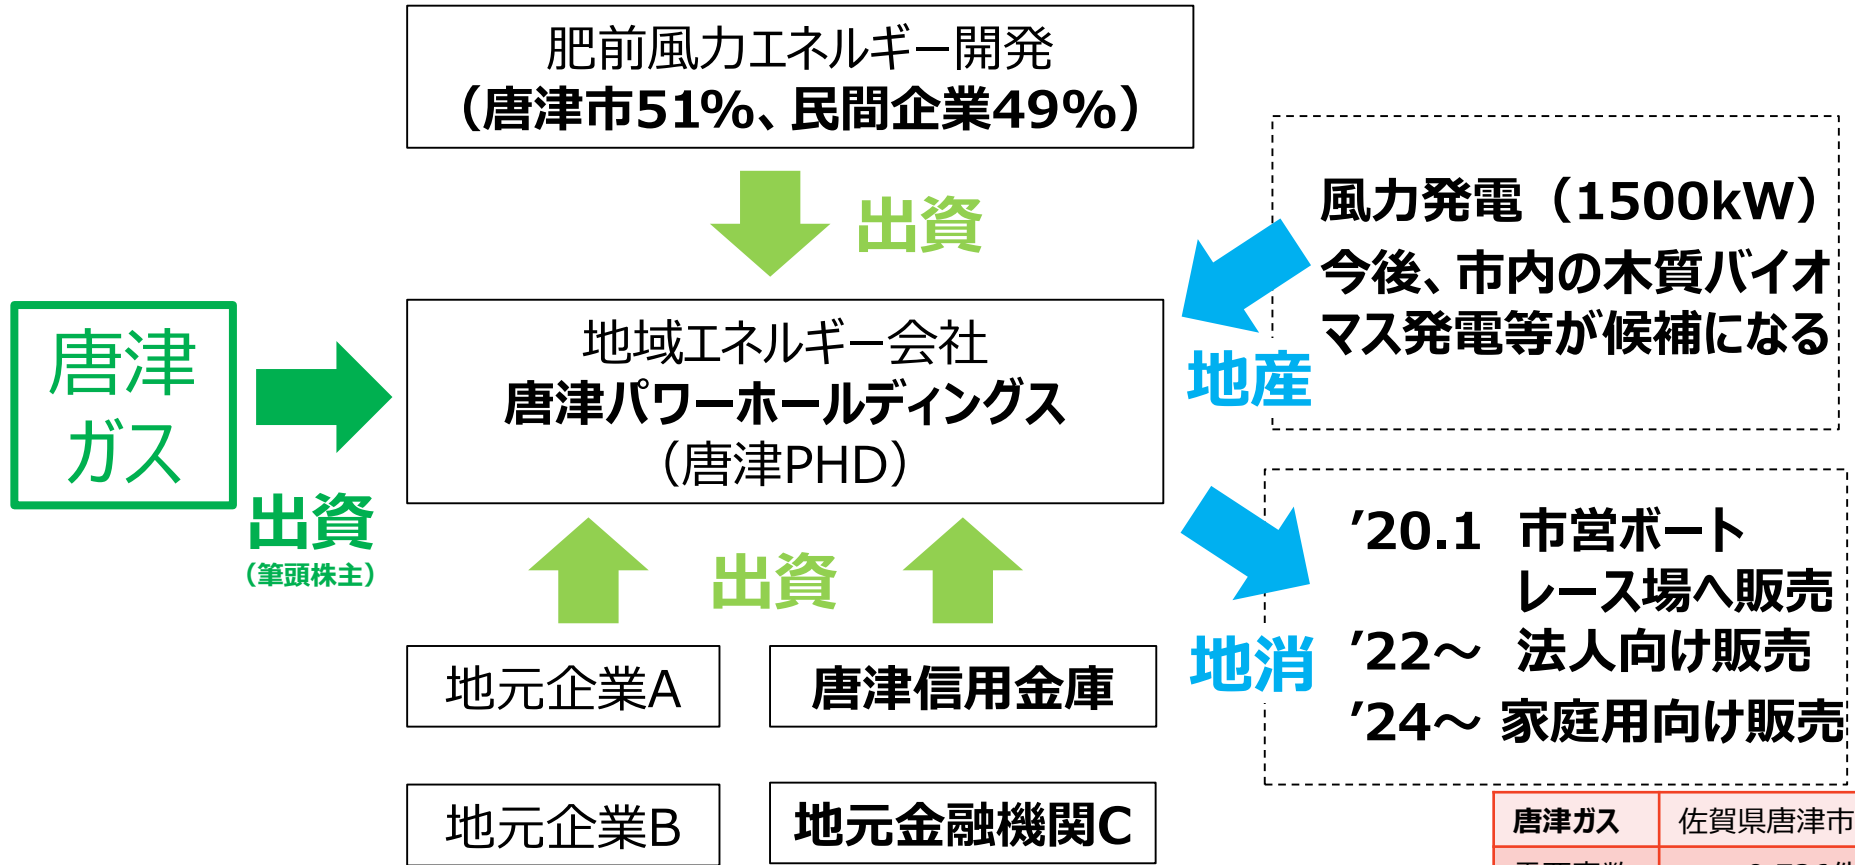 肥前風力エネルギー開発
（唐津市51%、民間企業49%）
出資
風力発電（1500kW）
今後、市内の木質バイオ
マス発電等が候補になる
地産
唐津
ガス
出資
（筆頭株主）
地域エネルギー会社
唐津パワーホールディングス
（唐津PHD）
出資
地消
’20.1 市営ボート
レース場へ販売
’22～ 法人向け販売
’24～ 家庭用向け販売
地元企業A
唐津信用金庫
地元企業B
地元金融機関C
唐津ガス 佐賀県唐津市